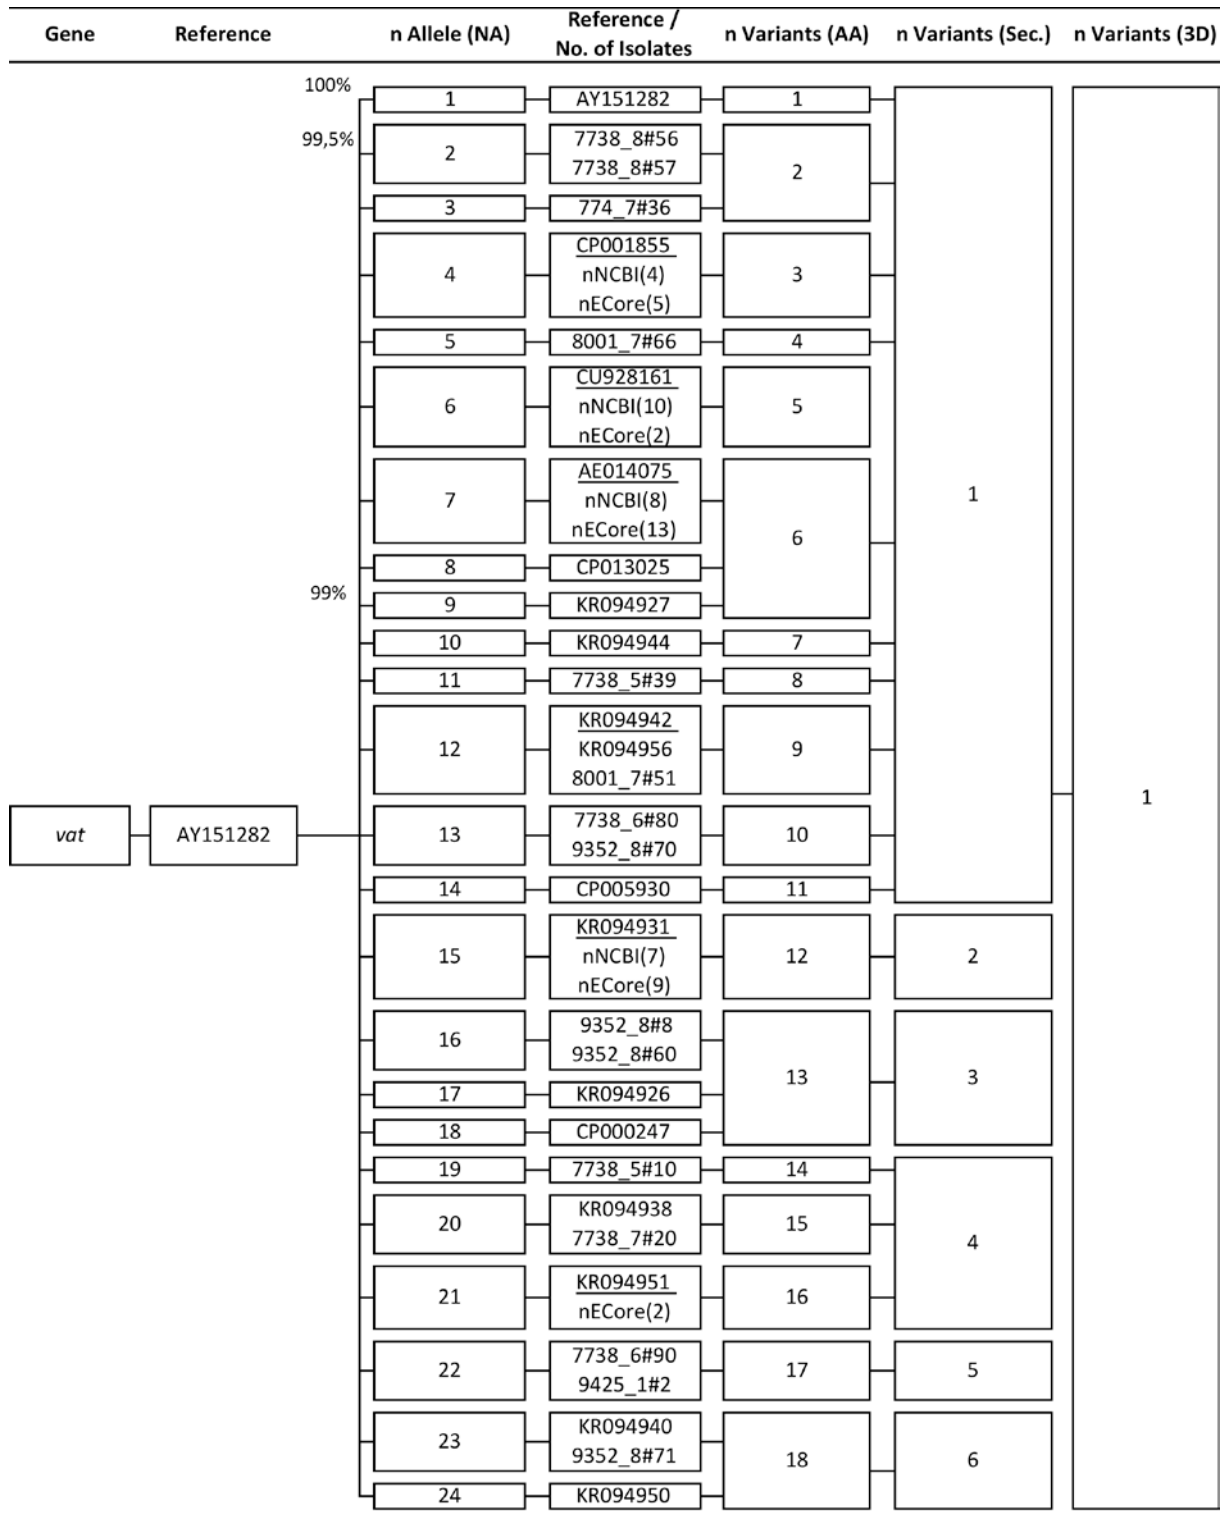 Gene Reference n Allele (NA) Reference / No. of Isolates n Variants (AA) n Variants (Sec.) n Variants (3D)
100%
1 AY151282 1
99,5%
2 7738_8#56
7738_8#57 2
3 774_7#36
4 CP001855
nNCBI(4) 3
nECore(5)
5 8001_7#66 4
6 CU928161
nNCBI(10) 5
nECore(2)
7 AE014075
nNCBI(8)
nECore(13)
1
6
8 CP013025
99%
9 KR094927
10 KR094944 7
11 7738_5#39 8
12 KR094942
KR094956 9
8001_7#51
1
vat AY151282 13 7738_6#80
9352_8#70 10
14 CP005930 11
15 KR094931
nNCBI(7) 12 2
nECore(9)
16 9352_8#8
9352_8#60
13 3
17 KR094926
18 CP000247
19 7738_5#10 14
20 KR094938
7738_7#20 15
4
21 KR094951
nECore(2) 16
22 7738_6#90
9425_1#2 17 5
23 KR094940
9352_8#71
18 6
24 KR094950